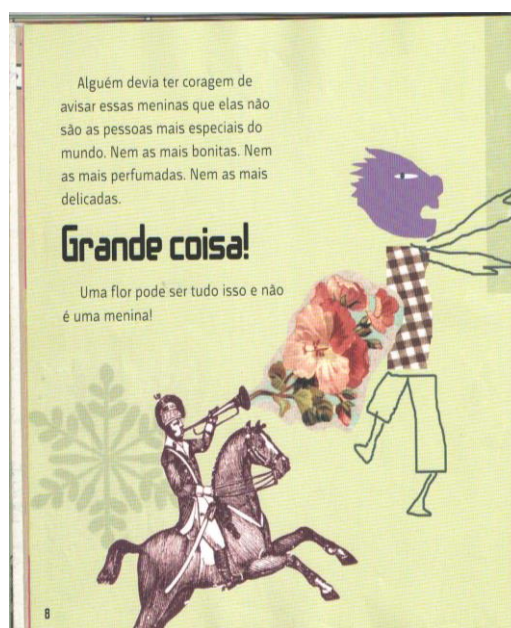 Alguém devia ter coragem de
avisar essas meninas que elas não
são as pessoas mais especiais do
mundo. Nem as mais bonitas. Nem
as mais perfumadas. Nem as mais
delicadas.
Grande coisa!
Uma flor pode ser tudo isso e não
é uma menina!
8